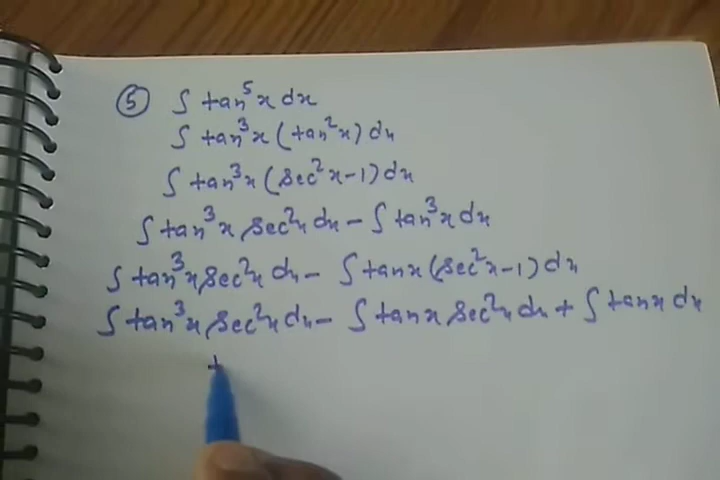 ⑤ ∫ tan⁵x dx
∫ tan³x (tan²x) dx
∫ tan³x (sec²x-1) dx
∫ tan³x sec²x dx - ∫ tan³x dx
∫ tan³x sec²x dx - ∫ tanx (sec²x-1) dx
∫ tan³x sec²x dx - ∫ tanx sec²x dx + ∫ tanx dx